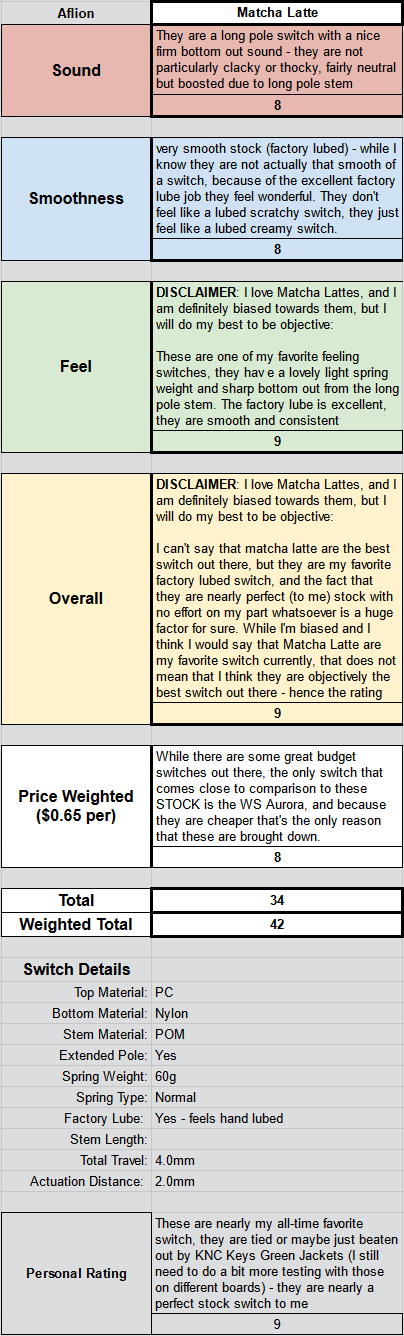 Aflion
Matcha Latte
Sound
They are a long pole switch with a nice
firm bottom out sound - they are not
particularly clacky or thocky, fairly neutral
but boosted due to long pole stem
8
Smoothness
very smooth stock (factory lubed) - while I
know they are not actually that smooth of
a switch, because of the excellent factory
lube job they feel wonderful. They don't
feel like a lubed scratchy switch, they just
feel like a lubed creamy switch.
8
Feel
DISCLAIMER: I love Matcha Lattes, and I
am definitely biased towards them, but I
will do my best to be objective:
These are one of my favorite feeling
switches, they have a lovely light spring
weight and sharp bottom out from the long
pole stem. The factory lube is excellent,
they are smooth and consistent
9
Overall
DISCLAIMER: I love Matcha Lattes, and I
am definitely biased towards them, but I
will do my best to be objective:
I can't say that matcha latte are the best
switch out there, but they are my favorite
factory lubed switch, and the fact that
they are nearly perfect (to me) stock with
no effort on my part whatsoever is a huge
factor for sure. While I'm biased and I
think I would say that Matcha Latte are
my favorite switch currently, that does not
mean that I think they are objectively the
best switch out there - hence the rating
9
Price Weighted
($0.65 per)
While there are some great budget
switches out there, the only switch that
comes close to comparison to these
STOCK is the WS Aurora, and because
they are cheaper that's the only reason
that these are brought down.
8
Total
34
Weighted Total
42
Switch Details
Top Material: PC
Bottom Material: Nylon
Stem Material: POM
Extended Pole: Yes
Spring Weight: 60g
Spring Type: Normal
Factory Lube: Yes - feels hand lubed
Stem Length:
Total Travel: 4.0mm
Actuation Distance: 2.0mm
Personal Rating
These are nearly my all-time favorite
switch, they are tied or maybe just beaten
out by KNC Keys Green Jackets (I still
need to do a bit more testing with those
on different boards) - they are nearly a
perfect stock switch to me
9